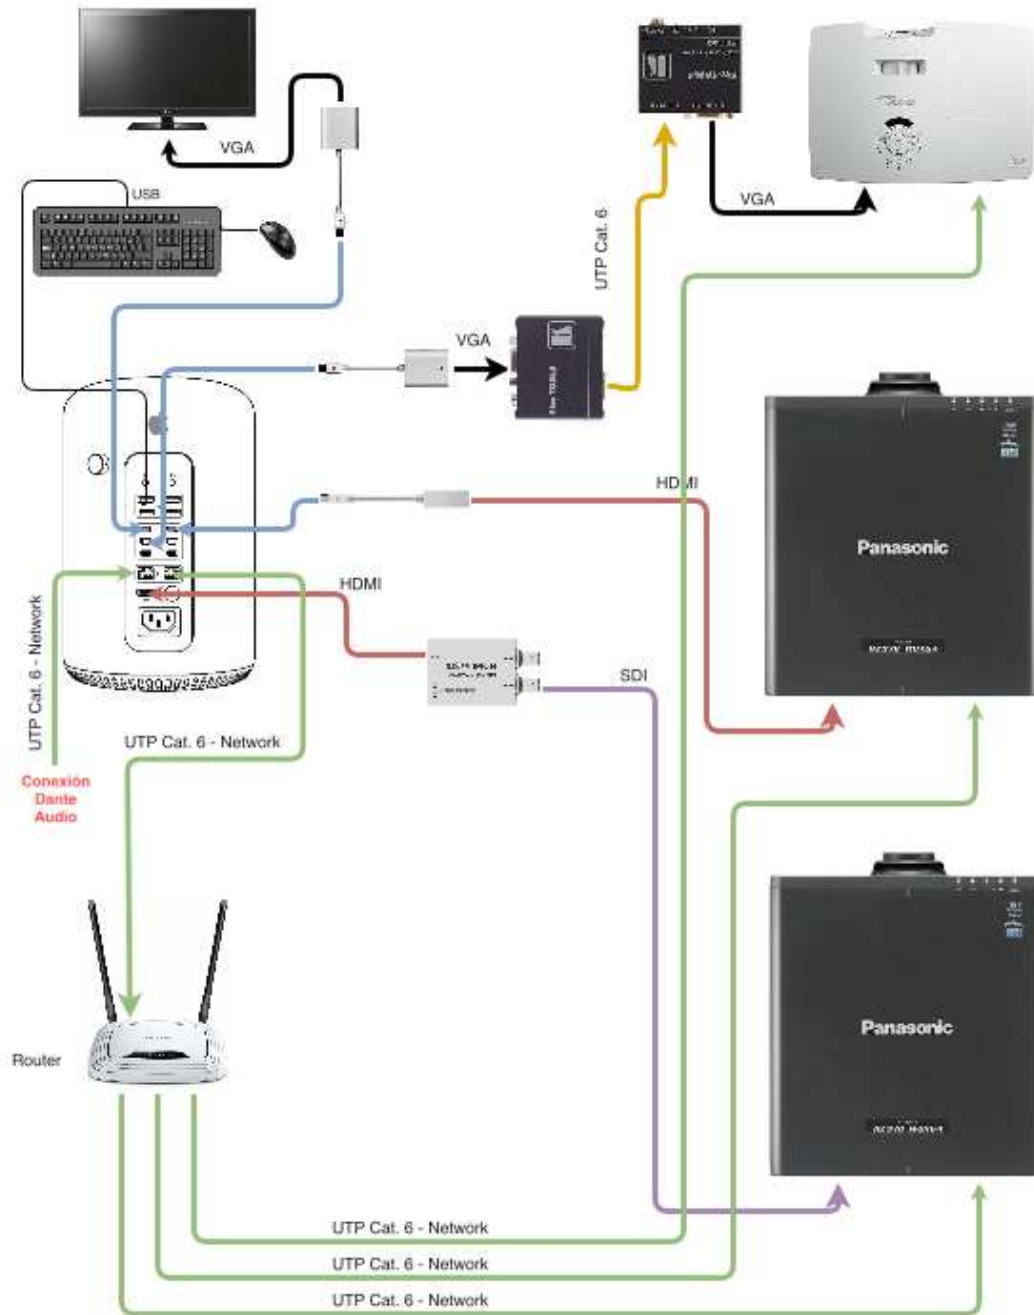 VGA
USB
VGA
UTP Cat. 6
VGA
HDMI
Panasonic
HDMI
UTP Cat. 6 - Network
SDI
UTP Cat. 6 - Network
Conexión
Dante
Audio
Router
Panasonic
UTP Cat. 6 - Network
UTP Cat. 6 - Network
UTP Cat. 6 - Network